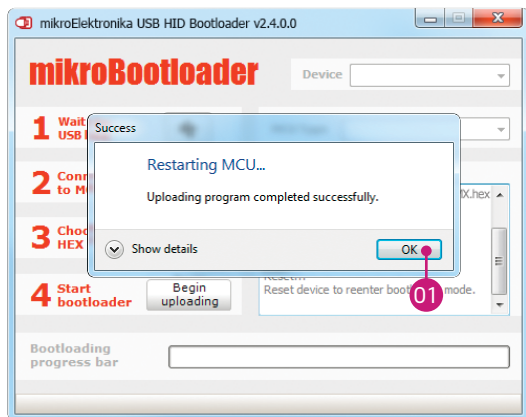 mikroElektronika USB HID Bootloader v2.4.0.0
mikroBootloader
Device
1 Wait
USB
Success
Restarting MCU...
Uploading program completed successfully.
Show details
OK
01
2 Conn
to M
MX.hex
3 Choo
HEX
4 Start
bootloader
Begin
uploading
Reset device to reenter boot mode.
Bootloading
progress bar